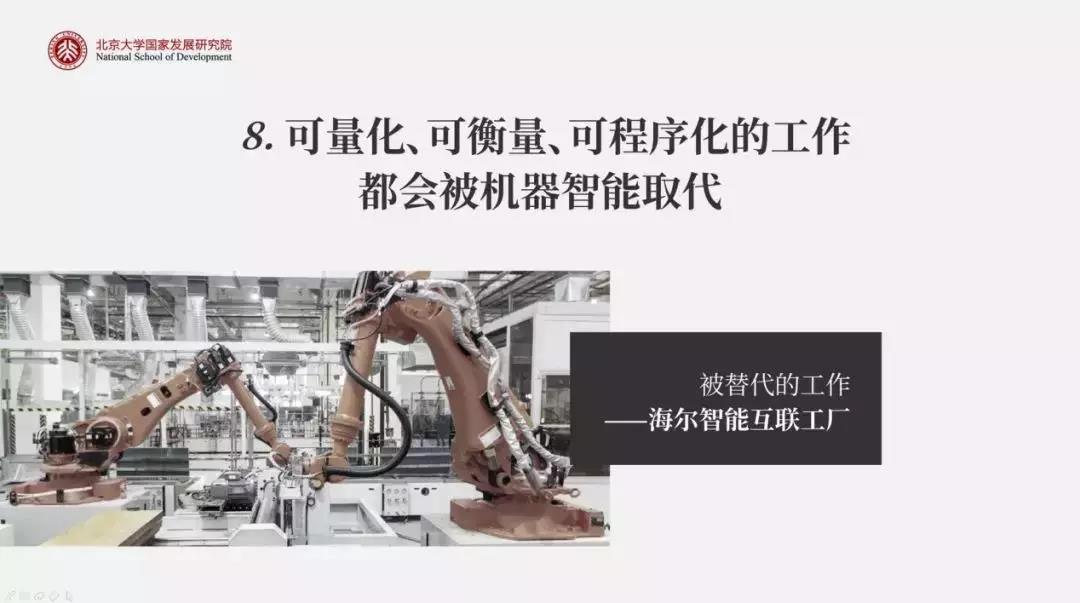 北京大学国家发展研究院
National School of Development
8. 可量化、可衡量、可程序化的工作
都会被机器智能取代
被替代的工作
——海尔智能互联工厂